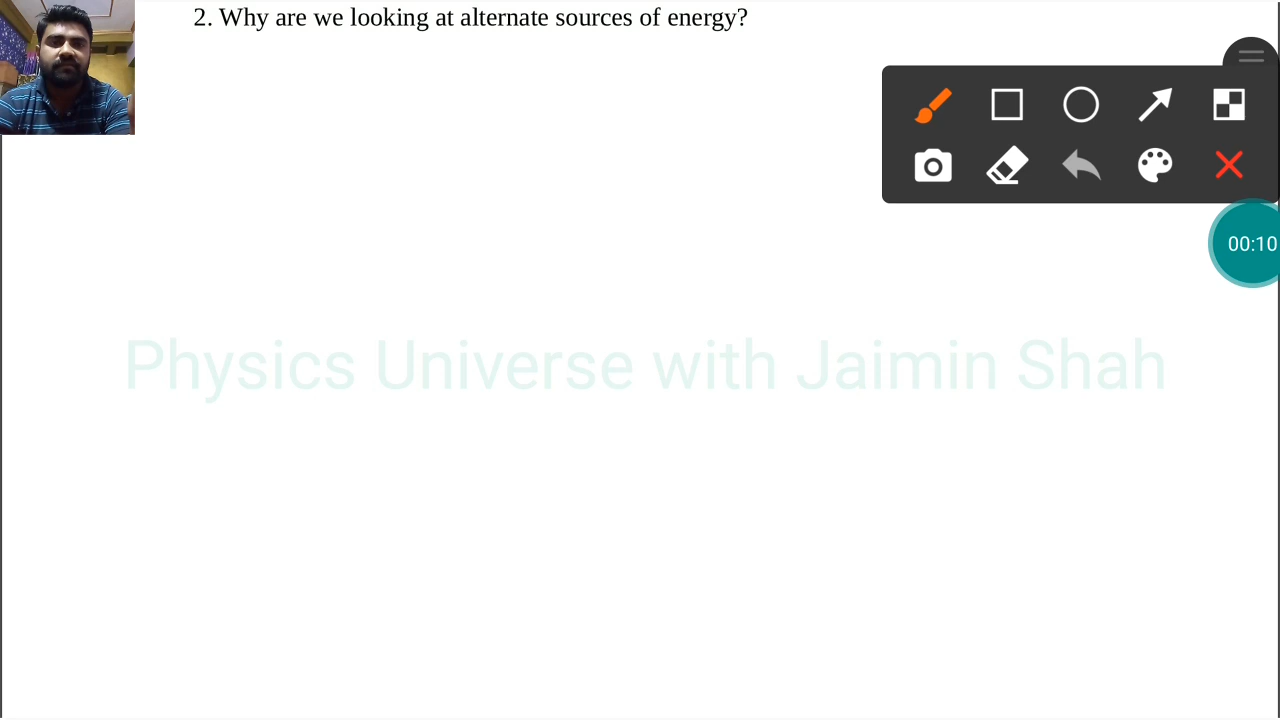 2. Why are we looking at alternate sources of energy?
00:10
Physics Universe with Jaimin Shah